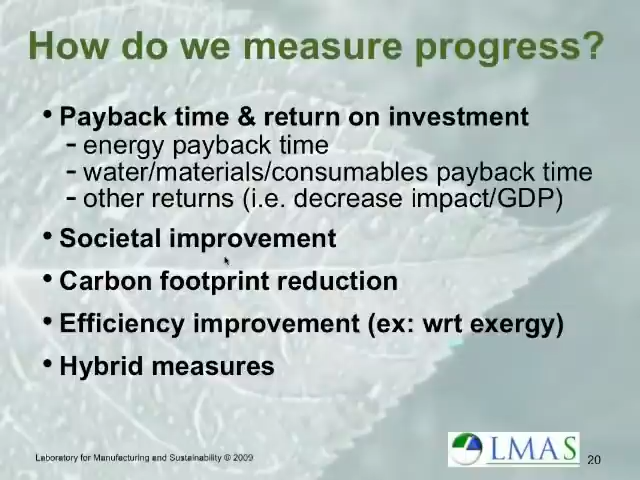 How do we measure progress?
• Payback time & return on investment
- energy payback time
- water/materials/consumables payback time
- other returns (i.e. decrease impact/GDP)
• Societal improvement
• Carbon footprint reduction
• Efficiency improvement (ex: wrt exergy)
• Hybrid measures
Laboratory for Manufacturing and Sustainability © 2009
LMAS
20